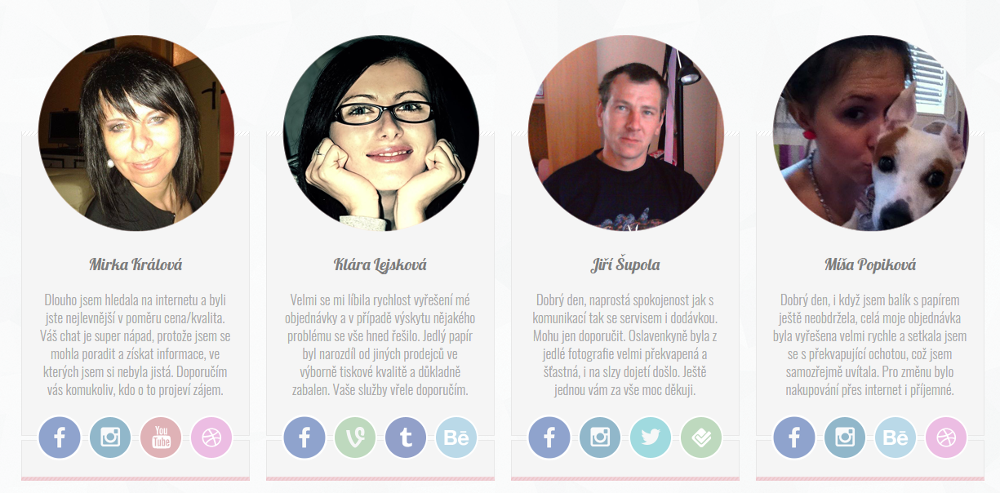 Mirka Králová
Dlouho jsem hledala na internetu a byli
jste nejlevnější v poměru cena/kvalita.
Váš chat je super nápad, protože jsem se
mohla poradit a získat informace, ve
kterých jsem si nebyla jistá. Doporučím
vás komukoliv, kdo o to projeví zájem.
You
Tube
Klára Lejsková
Velmi se mi líbila rychlost vyřešení mé
objednávky a v případě výskytu nějakého
problému se vše hned řešilo. Jedlý papír
byl narozdíl od jiných prodejců ve
výborně tiskové kvalitě a důkladně
zabalen. Vaše služby vřele doporučím.
Bē
Jiří Šupola
Dobrý den, naprostá spokojenost jak s
komunikací tak se servisem i dodávkou.
Mohu jen doporučit. Oslavenkyně byla z
jedlé fotografie velmi překvapená a
šťastná, i na slzy dojetí došlo. Ještě
jednou vám za vše moc děkuji.
Míša Popiková
Dobrý den, i když jsem balík s papírem
ještě neobdržela, celá moje objednávka
byla vyřešena velmi rychle a setkala jsem
se s překvapující ochotou, což jsem
samozřejmě uvítala. Pro změnu bylo
nakupování přes internet i příjemné.
Bē